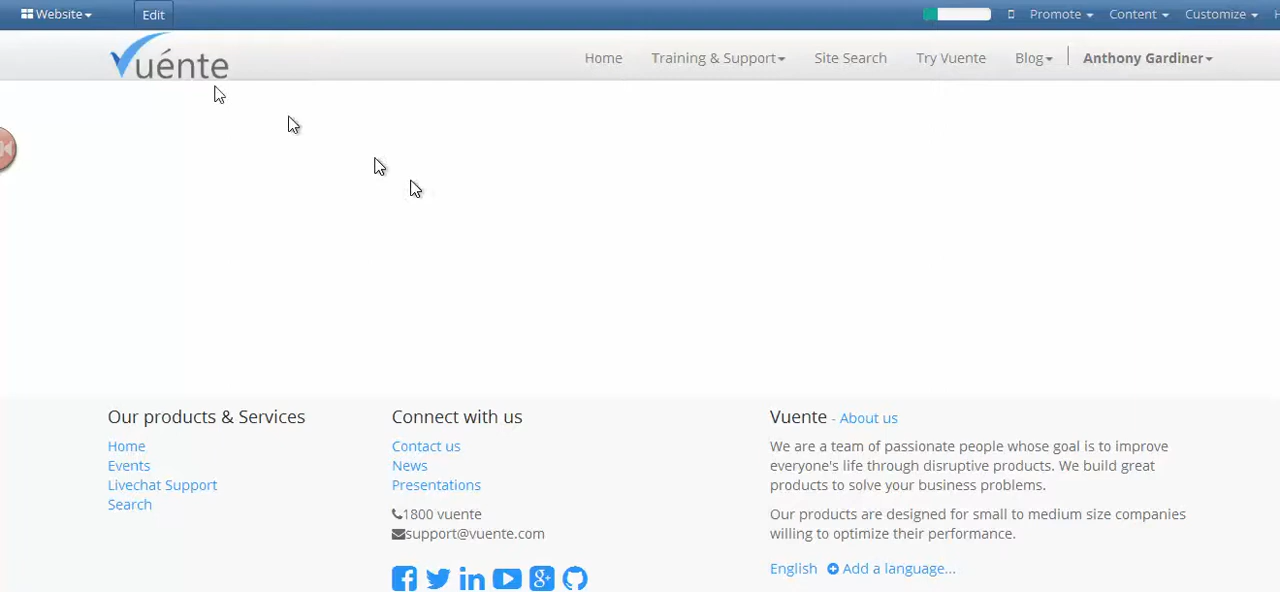 Website Edit Promote Content Customize
Vuénte Home Training & Support Site Search Try Vuente Blog Anthony Gardiner
Our products & Services
Home
Events
Livechat Support
Search
Connect with us
Contact us
News
Presentations
1800 vuente
support@vuente.com
Vuente - About us
We are a team of passionate people whose goal is to improve
everyone's life through disruptive products. We build great
products to solve your business problems.
Our products are designed for small to medium size companies
willing to optimize their performance.
English Add a language...